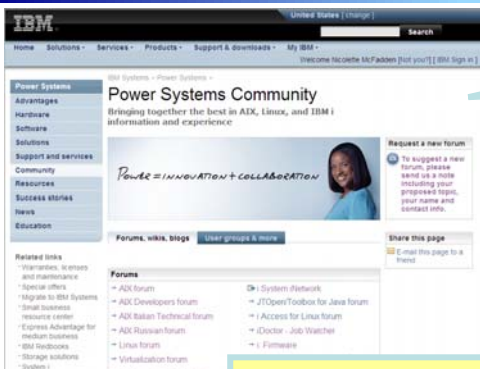 IBM
United States [change]
Search
Home Solutions Services Products Support & downloads My IBM
Welcome Nicolette McFadden [Not you?] [IBM Sign in]
IBM Systems > Power Systems >
Power Systems Community
Bringing together the best in AIX, Linux, and IBM i
information and experience
Power Systems
Advantages
Hardware
Software
Solutions
Support and services
Community
Resources
Success stories
News
Education
Related links
Warranties, licenses
and maintenance
Special offers
Migrate to IBM Systems
Small business
resource center
Express Advantage for
medium business
IBM Redbooks
Storage solutions
System i
POWER = INNOVATION + COLLABORATION
Forums, wikis, blogs
User groups & more
Forums
AIX forum
AIX Developers forum
AIX Italian Technical forum
AIX Russian forum
Linux forum
Virtualization forum
i System iNetwork
JTOpen/Toolbox for Java forum
i Access for Linux forum
iDoctor - Job Watcher
i: Firmware
Request a new forum
To suggest a new
forum, please
send us a note
including your
proposed topic,
your name and
contact info.
Share this page
E-mail this page to a
friend